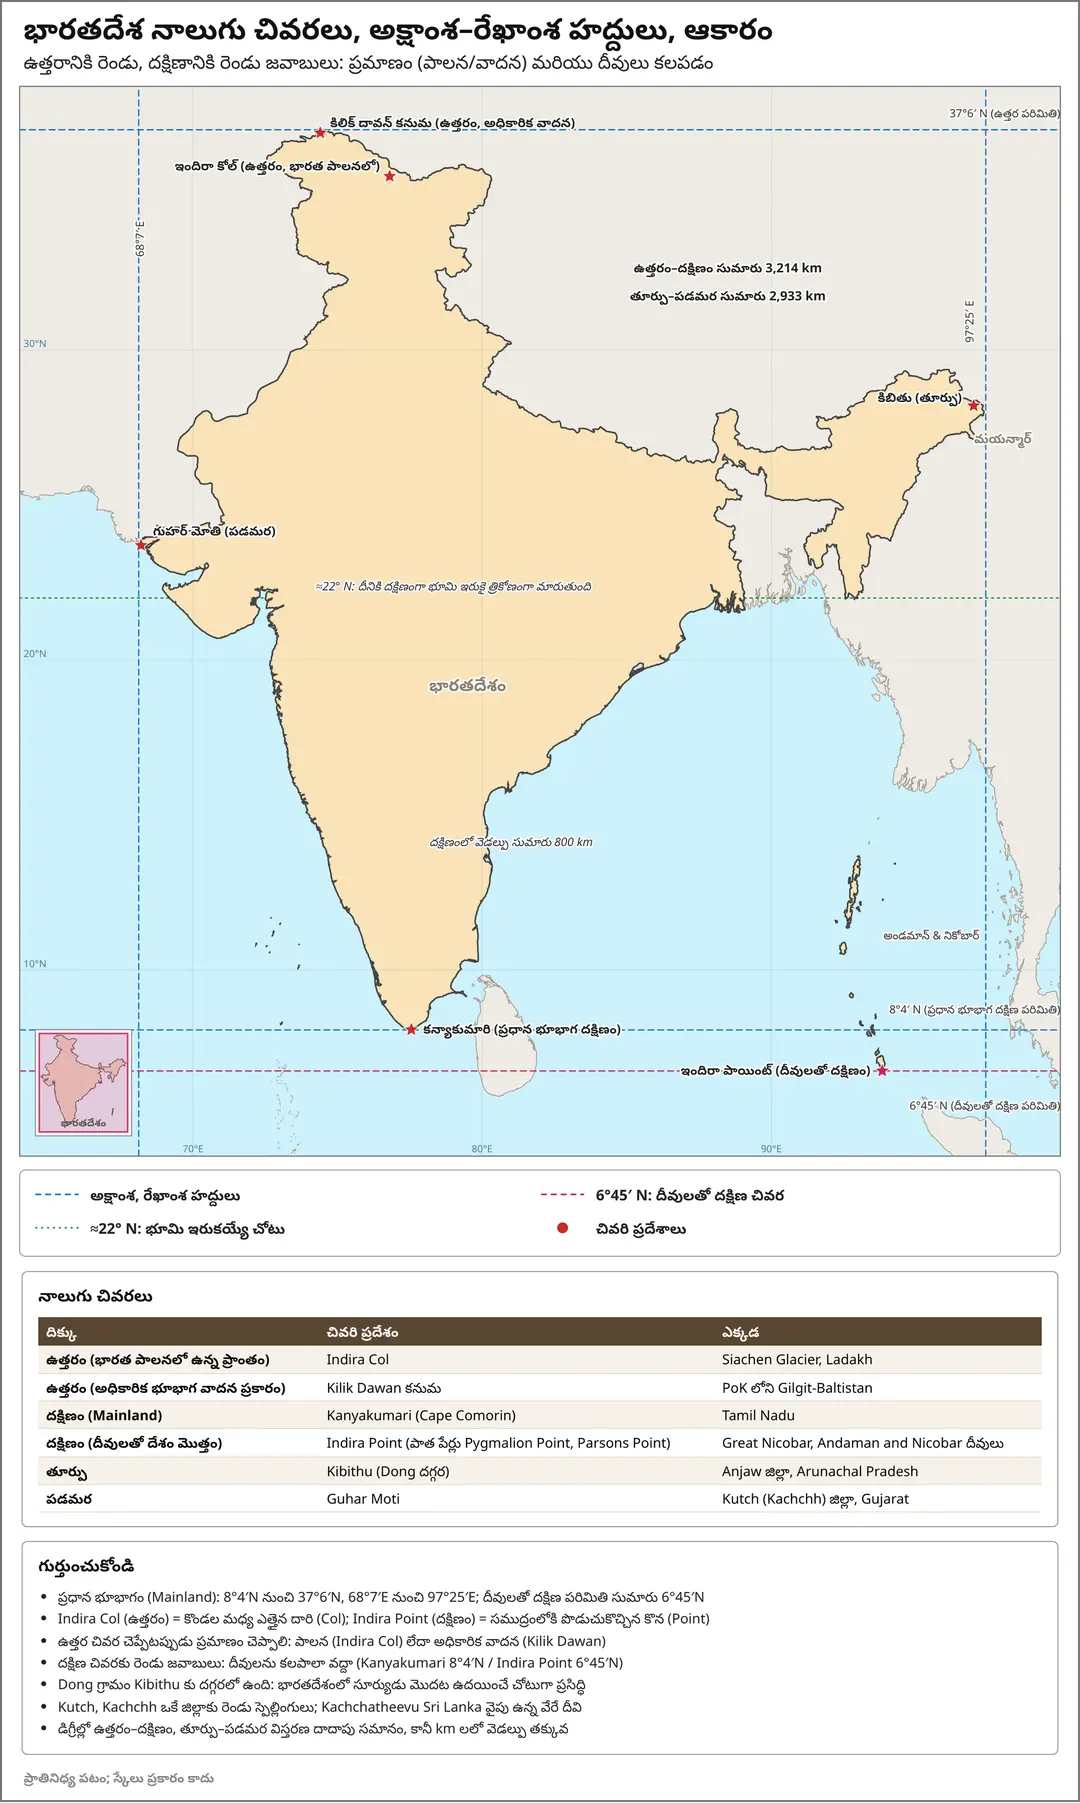 భారతదేశ నాలుగు చివరలు, అక్షాంశ–రేఖాంశ హద్దులు, ఆకారం
ఉత్తరానికి రెండు, దక్షిణానికి రెండు జవాబులు: ప్రమాణం (పాలన/వాదన) మరియు దీవులు కలపడం
37°6′ N (ఉత్తర పరిమితి)
కిలిక్ దావన్ కనుమ (ఉత్తరం, అధికారిక వాదన)
ఇందిరా కోల్ (ఉత్తరం, భారత పాలనలో)
68°7′ E
ఉత్తరం–దక్షిణం సుమారు 3,214 km
తూర్పు–పడమర సుమారు 2,933 km
97°25′ E
30°N
కిబితు (తూర్పు)
మయన్మార్
గుహర్ మోతి (పడమర)
≈22° N: దీనికి దక్షిణంగా భూమి ఇరుకై త్రికోణంగా మారుతుంది
20°N
భారతదేశం
దక్షిణంలో వెడల్పు సుమారు 800 km
అండమాన్ & నికోబార్
10°N
8°4′ N (ప్రధాన భూభాగ దక్షిణ పరిమితి)
కన్యాకుమారి (ప్రధాన భూభాగ దక్షిణం)
ఇందిరా పాయింట్ (దీవులతో దక్షిణం)
6°45′ N (దీవులతో దక్షిణ పరిమితి)
భారతదేశం
70°E 80°E 90°E
అక్షాంశ, రేఖాంశ హద్దులు
6°45′ N: దీవులతో దక్షిణ చివర
≈22° N: భూమి ఇరుకయ్యే చోటు
చివరి ప్రదేశాలు
నాలుగు చివరలు
దిక్కు చివరి ప్రదేశం ఎక్కడ
ఉత్తరం (భారత పాలనలో ఉన్న ప్రాంతం) Indira Col Siachen Glacier, Ladakh
ఉత్తరం (అధికారిక భూభాగ వాదన ప్రకారం) Kilik Dawan కనుమ PoK లోని Gilgit-Baltistan
దక్షిణం (Mainland) Kanyakumari (Cape Comorin) Tamil Nadu
దక్షిణం (దీవులతో దేశం మొత్తం) Indira Point (పాత పేర్లు Pygmalion Point, Parsons Point) Great Nicobar, Andaman and Nicobar దీవులు
తూర్పు Kibithu (Dong దగ్గర) Anjaw జిల్లా, Arunachal Pradesh
పడమర Guhar Moti Kutch (Kachchh) జిల్లా, Gujarat
గుర్తుంచుకోండి
• ప్రధాన భూభాగం (Mainland): 8°4′N నుంచి 37°6′N, 68°7′E నుంచి 97°25′E; దీవులతో దక్షిణ పరిమితి సుమారు 6°45′N
• Indira Col (ఉత్తరం) = కొండల మధ్య ఎత్తైన దారి (Col); Indira Point (దక్షిణం) = సముద్రంలోకి పొడుచుకొచ్చిన కొన (Point)
• ఉత్తర చివర చెప్పేటప్పుడు ప్రమాణం చెప్పాలి: పాలన (Indira Col) లేదా అధికారిక వాదన (Kilik Dawan)
• దక్షిణ చివరకు రెండు జవాబులు: దీవులను కలపాలా వద్దా (Kanyakumari 8°4′N / Indira Point 6°45′N)
• Dong గ్రామం Kibithu కు దగ్గరలో ఉంది: భారతదేశంలో సూర్యుడు మొదట ఉదయించే చోటుగా ప్రసిద్ధి
• Kutch, Kachchh ఒకే జిల్లాకు రెండు స్పెల్లింగులు; Kachchatheevu Sri Lanka వైపు ఉన్న వేరే దీవి
• డిగ్రీల్లో ఉత్తరం–దక్షిణం, తూర్పు–పడమర విస్తరణ దాదాపు సమానం, కానీ km లలో వెడల్పు తక్కువ
ప్రాతినిధ్య పటం; స్కేలు ప్రకారం కాదు